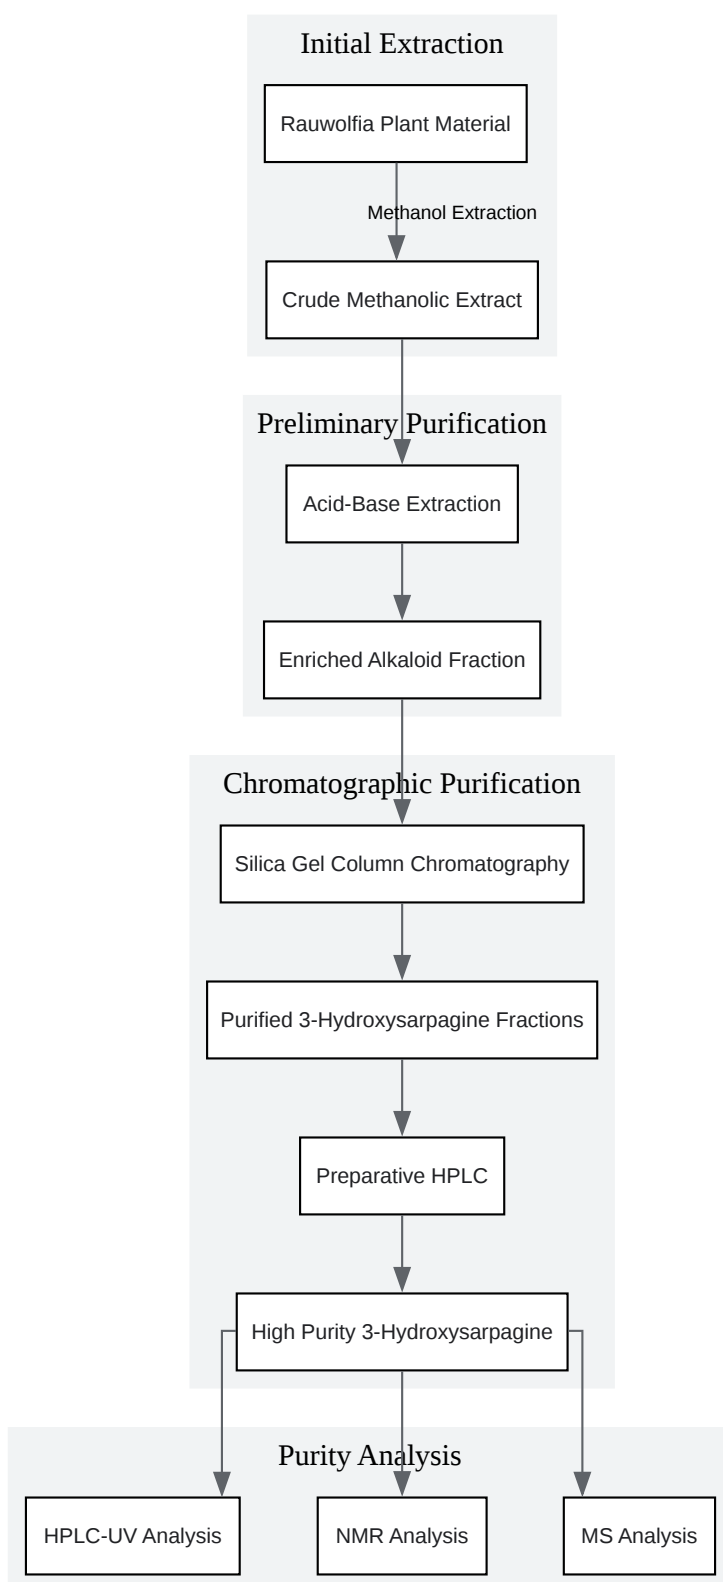 Initial Extraction
Rauwolfia Plant Material
Methanol Extraction
Crude Methanolic Extract
Preliminary Purification
Acid-Base Extraction
Enriched Alkaloid Fraction
Chromatographic Purification
Silica Gel Column Chromatography
Purified 3-Hydroxysarpagine Fractions
Preparative HPLC
High Purity 3-Hydroxysarpagine
Purity Analysis
HPLC-UV Analysis
NMR Analysis
MS Analysis